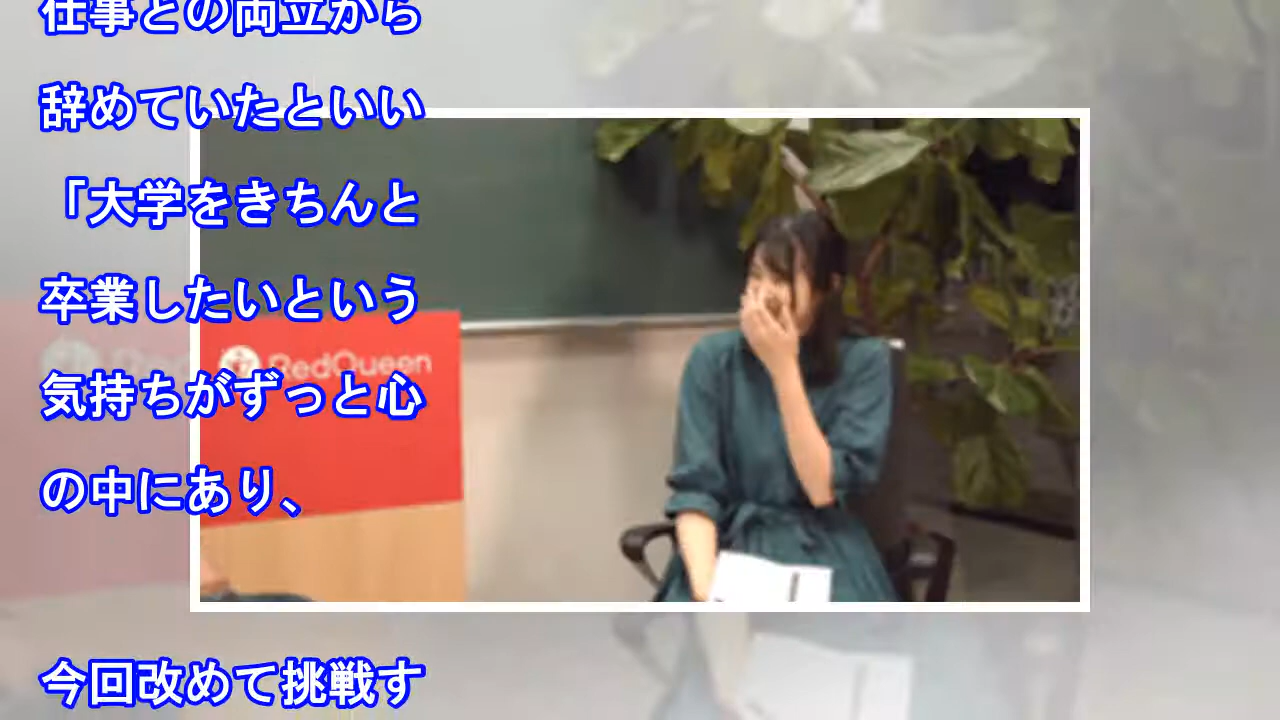 仕事との両立から
辞めていたといい
「大学をきちんと
卒業したいという
RedQueen
気持ちがずっと心
の中にあり、
今回改めて挑戦す